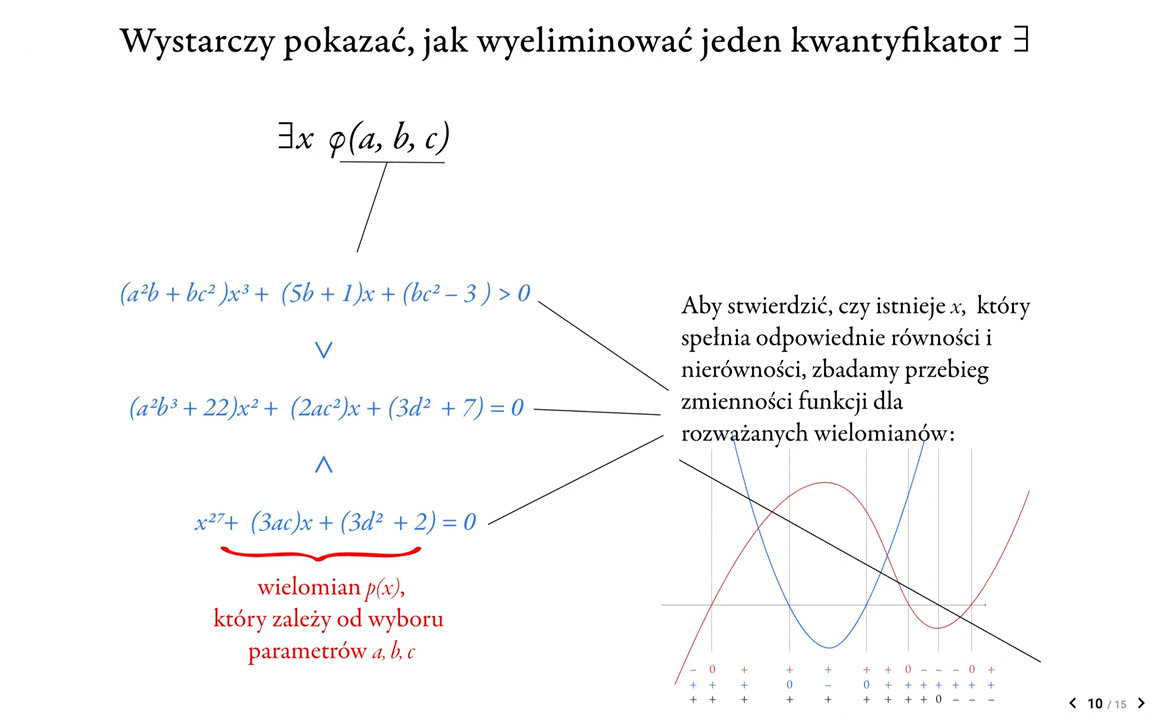 Wystarczy pokazać, jak wyeliminować jeden kwantyfikator ∃
∃x φ(a, b, c)
(a²b + bc² )x³ + (5b + 1)x + (bc² – 3 ) > 0
∨
(a²b³ + 22)x² + (2ac²)x + (3d² + 7) = 0
∧
x²⁷+ (3ac)x + (3d² + 2) = 0
wielomian p(x),
który zależy od wyboru
parametrów a, b, c
Aby stwierdzić, czy istnieje x, który
spełnia odpowiednie równości i
nierówności, zbadamy przebieg
zmienności funkcji dla
rozważanych wielomianów:
– 0 + + + + + 0 – – – 0 +
+ + + 0 – 0 + + + + + + +
+ + + + + + + + + 0 – – –
10 / 15